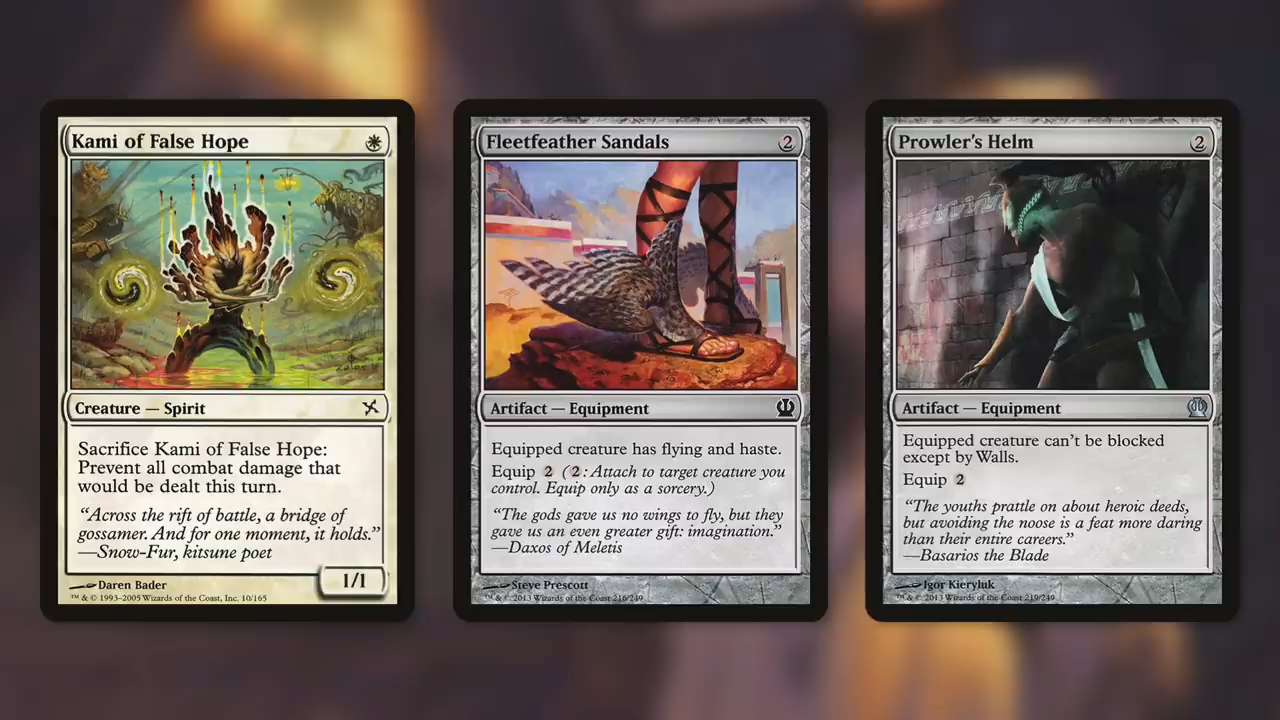 Kami of False Hope
Creature — Spirit
Sacrifice Kami of False Hope:
Prevent all combat damage that
would be dealt this turn.
“Across the rift of battle, a bridge of
gossamer. And for one moment, it holds.”
—Snow-Fur, kitsune poet
Daren Bader
1/1
™ & © 1993–2005 Wizards of the Coast, Inc. 10/165
Fleetfeather Sandals 2
Artifact — Equipment
Equipped creature has flying and haste.
Equip 2 (2: Attach to target creature you
control. Equip only as a sorcery.)
“The gods gave us no wings to fly, but they
gave us an even greater gift: imagination.”
—Daxos of Meletis
Steve Prescott
™ & © 2013 Wizards of the Coast 216/249
Prowler’s Helm 2
Artifact — Equipment
Equipped creature can’t be blocked
except by Walls.
Equip 2
“The youths prattle on about heroic deeds,
but avoiding the noose is a feat more daring
than their entire careers.”
—Basarios the Blade
Igor Kieryluk
™ & © 2013 Wizards of the Coast 219/249